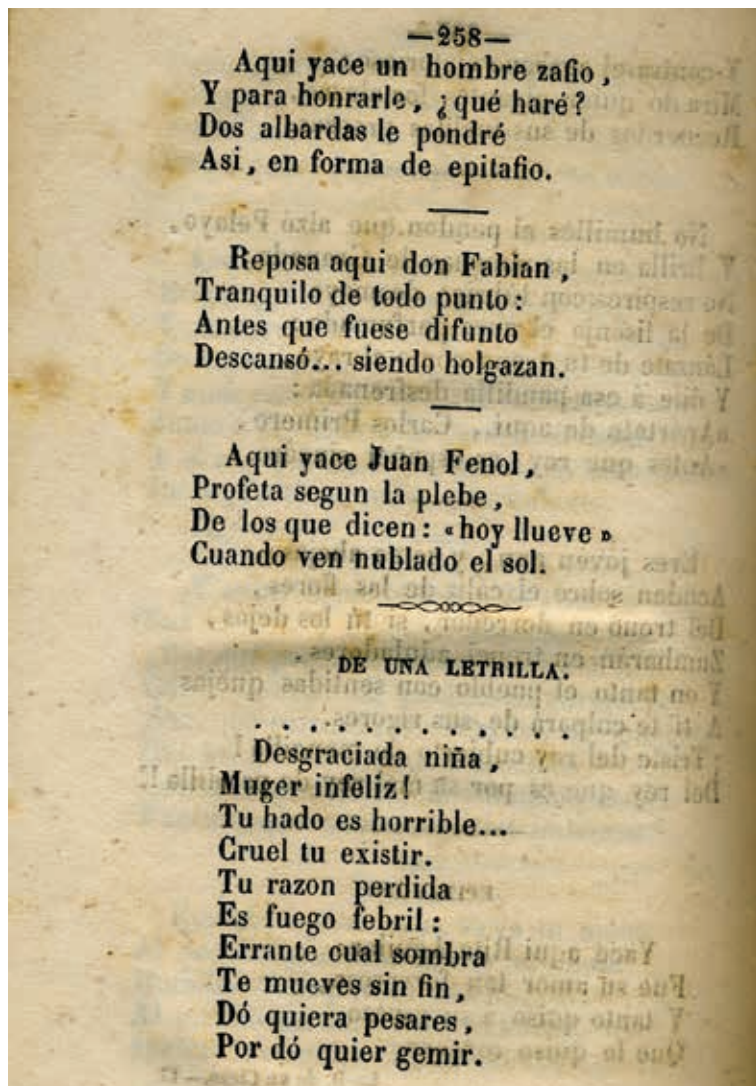 —258—
Aqui yace un hombre zafio,
Y para honrarle, ¿qué haré?
Dos albardas le pondré
Asi, en forma de epitafio.
Reposa aqui don Fabian,
Tranquilo de todo punto:
Antes que fuese difunto
Descansó... siendo holgazan.
Aqui yace Juan Fenol,
Profeta segun la plebe,
De los que dicen: «hoy llueve»
Cuando ven nublado el sol.
DE UNA LETRILLA.
. . . . . . . . . . . . .
Desgraciada niña,
Muger infeliz!
Tu hado es horrible...
Cruel tu existir.
Tu razon perdida
Es fuego febril:
Errante cual sombra
Te mueves sin fin,
Dó quiera pesares,
Por dó quier gemir.